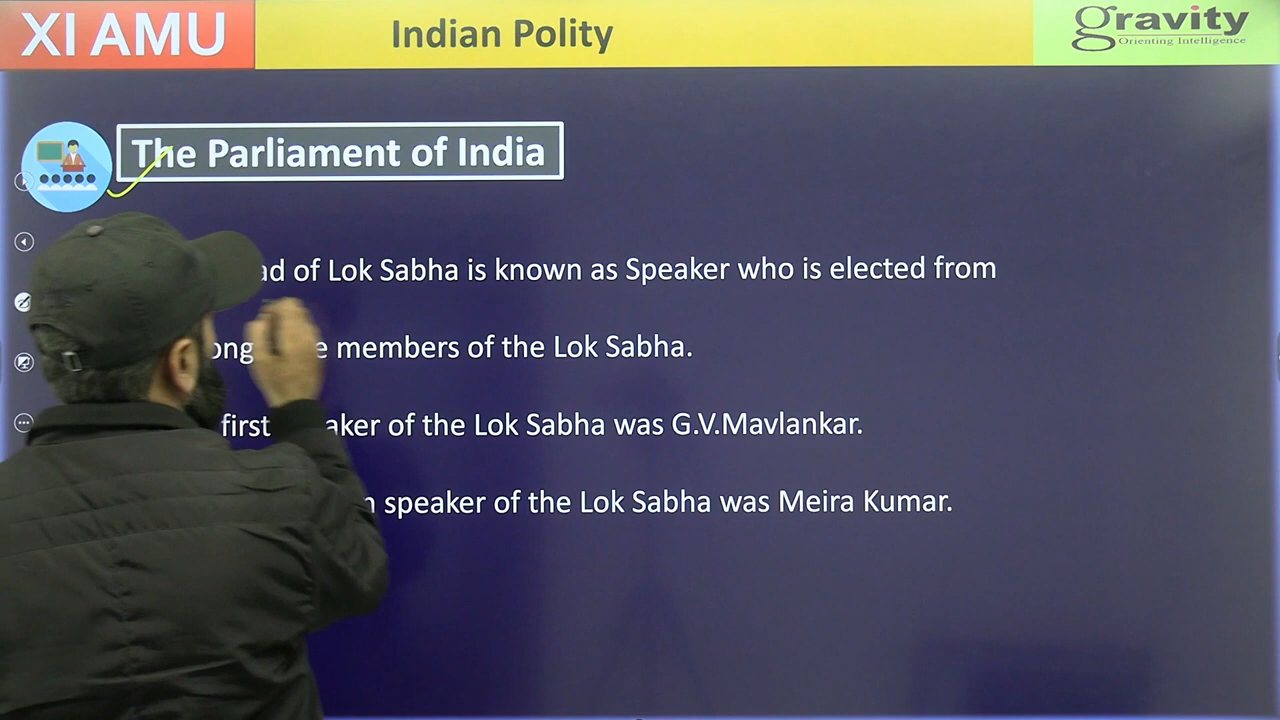 XI AMU
Indian Polity
gravity
Orienting Intelligence
The Parliament of India
ad of Lok Sabha is known as Speaker who is elected from
ong e members of the Lok Sabha.
first aker of the Lok Sabha was G.V.Mavlankar.
n speaker of the Lok Sabha was Meira Kumar.